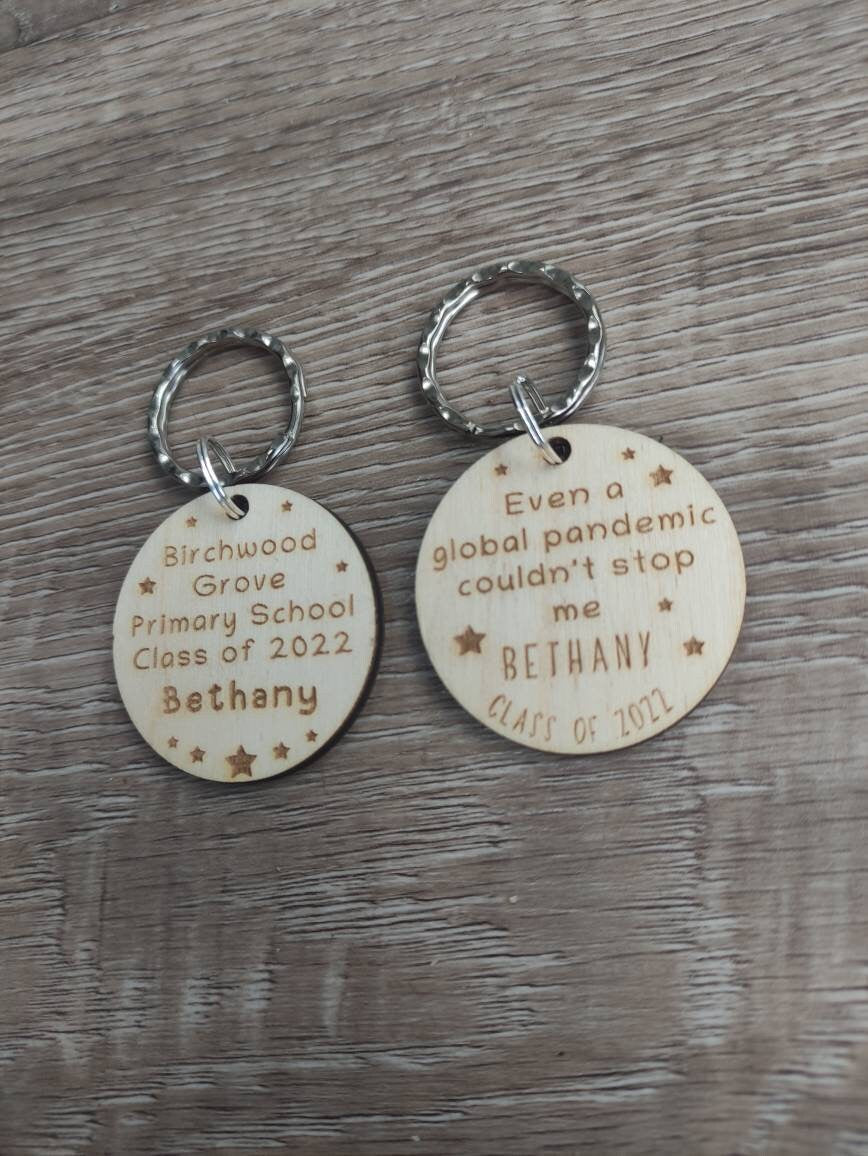 Birchwood
Grove
Primary School
Class of 2022
Bethany
Even a
global pandemic
couldn't stop
me
BETHANY
CLASS OF 2022